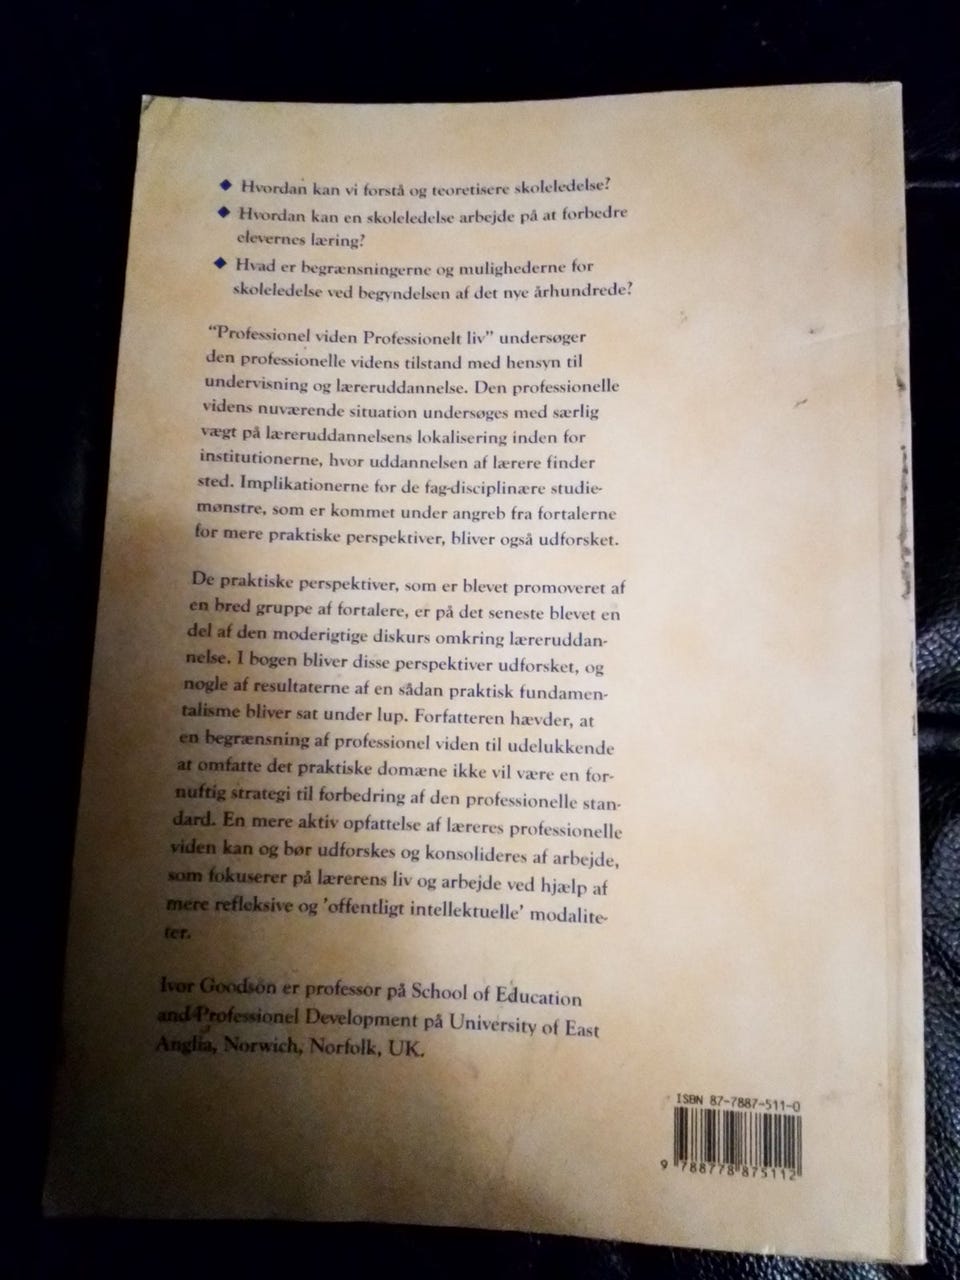 ◆ Hvordan kan vi forstå og teoretisere skoleledelse?
◆ Hvordan kan en skoleledelse arbejde på at forbedre
elevernes læring?
◆ Hvad er begrænsningerne og mulighederne for
skoleledelse ved begyndelsen af det nye århundrede?
"Professionel viden Professionelt liv" undersøger
den professionelle videns tilstand med hensyn til
undervisning og læreruddannelse. Den professionelle
videns nuværende situation undersøges med særlig
vægt på læreruddannelsens lokalisering inden for
institutionerne, hvor uddannelsen af lærere finder
sted. Implikationerne for de fag-disciplinære studie-
mønstre, som er kommet under angreb fra fortalerne
for mere praktiske perspektiver, bliver også udforsket.
De praktiske perspektiver, som er blevet promoveret af
en bred gruppe af fortalere, er på det seneste blevet en
del af den moderigtige diskurs omkring læreruddan-
nelse. I bogen bliver disse perspektiver udforsket, og
nogle af resultaterne af en sådan praktisk fundamen-
talisme bliver sat under lup. Forfatteren hævder, at
en begrænsning af professionel viden til udelukkende
at omfatte det praktiske domæne ikke vil være en for-
nuftig strategi til forbedring af den professionelle stan-
dard. En mere aktiv opfattelse af læreres professionelle
viden kan og bør udforskes og konsolideres af arbejde,
som fokuserer på lærerens liv og arbejde ved hjælp af
mere refleksive og 'offentligt intellektuelle' modalite-
ter.
Ivor Goodson er professor på School of Education
and Professionel Development på University of East
Anglia, Norwich, Norfolk, UK.
ISBN 87-7887-511-0
9 788778 875112